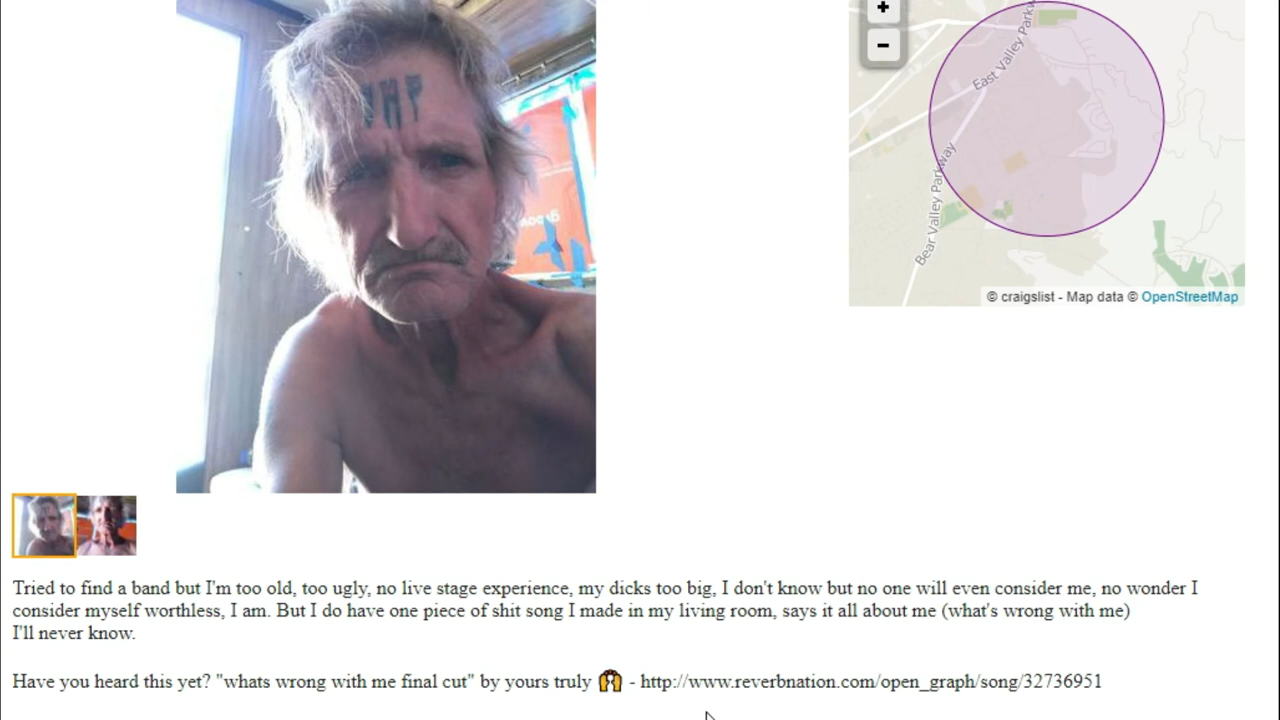 +
East Valley Parkw
−
Bear Valley Parkway
© craigslist - Map data © OpenStreetMap
Tried to find a band but I'm too old, too ugly, no live stage experience, my dicks too big, I don't know but no one will even consider me, no wonder I
consider myself worthless, I am. But I do have one piece of shit song I made in my living room, says it all about me (what's wrong with me)
I'll never know.
Have you heard this yet? "whats wrong with me final cut" by yours truly 🙌 - http://www.reverbnation.com/open_graph/song/32736951